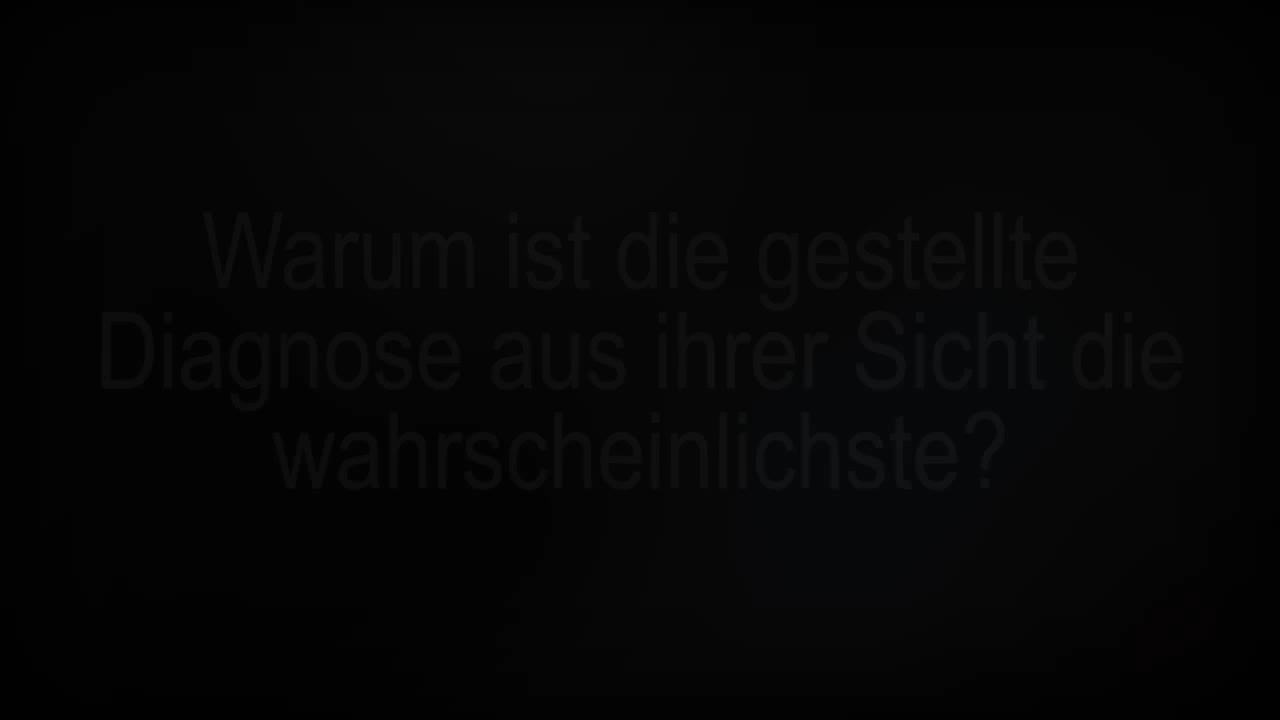 Warum ist die gestellte
Diagnose aus ihrer Sicht die
wahrscheinlichste?